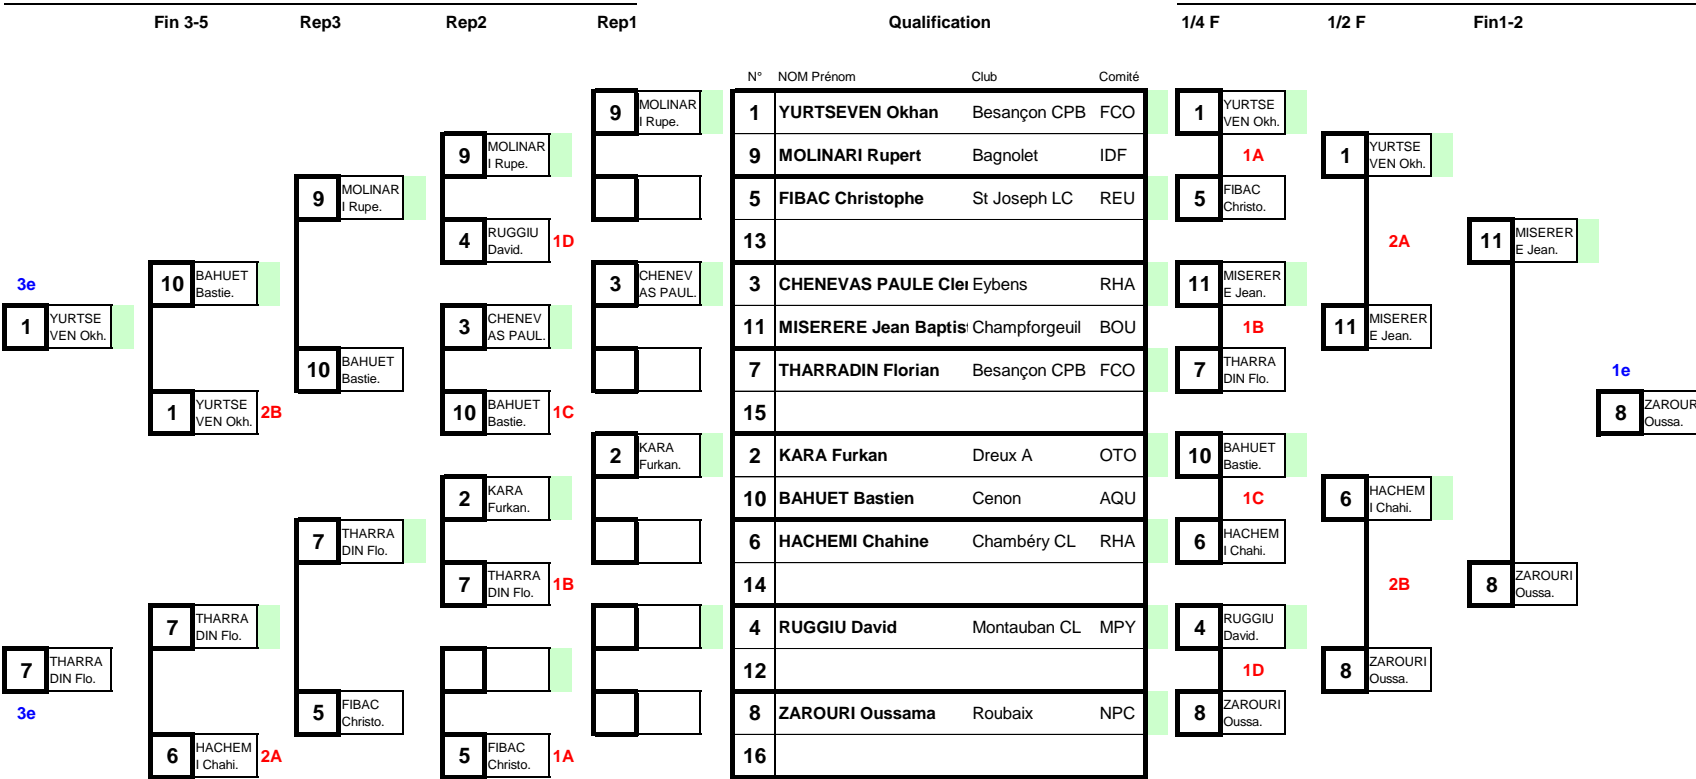 Fin 3-5 Rep3 Rep2 Rep1 Qualification 1/4 F 1/2 F Fin1-2
N° NOM Prénom Club Comité
9 MOLINAR
I Rupe.
1 YURTSEVEN Okhan Besançon CPB FCO
1 YURTSE
VEN Okh.
9 MOLINAR
I Rupe.
9 MOLINARI Rupert Bagnolet IDF
1A
1 YURTSE
VEN Okh.
9 MOLINAR
I Rupe.
5 FIBAC Christophe St Joseph LC REU
5 FIBAC
Christo.
4 RUGGIU
David.
1D
13
2A
11 MISERER
E Jean.
3e
10 BAHUET
Bastie.
3 CHENEV
AS PAUL.
3 CHENEVAS PAULE Cle Eybens RHA
11 MISERER
E Jean.
1 YURTSE
VEN Okh.
3 CHENEV
AS PAUL.
11 MISERERE Jean Baptis Champforgeuil BOU
1B
11 MISERER
E Jean.
10 BAHUET
Bastie.
7 THARRADIN Florian Besançon CPB FCO
7 THARRA
DIN Flo.
1e
1 YURTSE
VEN Okh.
2B
10 BAHUET
Bastie.
1C
15
8 ZAROUR
Oussa.
2 KARA
Furkan.
2 KARA Furkan Dreux A OTO
10 BAHUET
Bastie.
2 KARA
Furkan.
10 BAHUET Bastien Cenon AQU
1C
6 HACHEM
I Chahi.
7 THARRA
DIN Flo.
6 HACHEMI Chahine Chambéry CL RHA
6 HACHEM
I Chahi.
7 THARRA
DIN Flo.
1B
14
2B
8 ZAROURI
Oussa.
7 THARRA
DIN Flo.
4 RUGGIU David Montauban CL MPY
4 RUGGIU
David.
7 THARRA
DIN Flo.
12
1D
8 ZAROURI
Oussa.
3e
5 FIBAC
Christo.
8 ZAROURI Oussama Roubaix NPC
8 ZAROURI
Oussa.
6 HACHEM
I Chahi.
2A
5 FIBAC
Christo.
1A
16